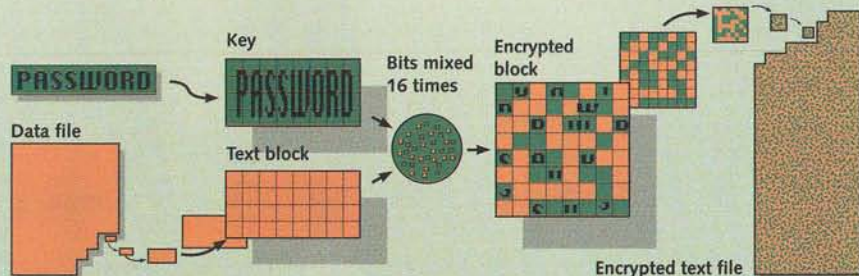 PASSWORD
Key
PASSWORD
Data file
Text block
Bits mixed
16 times
Encrypted
block
Encrypted text file